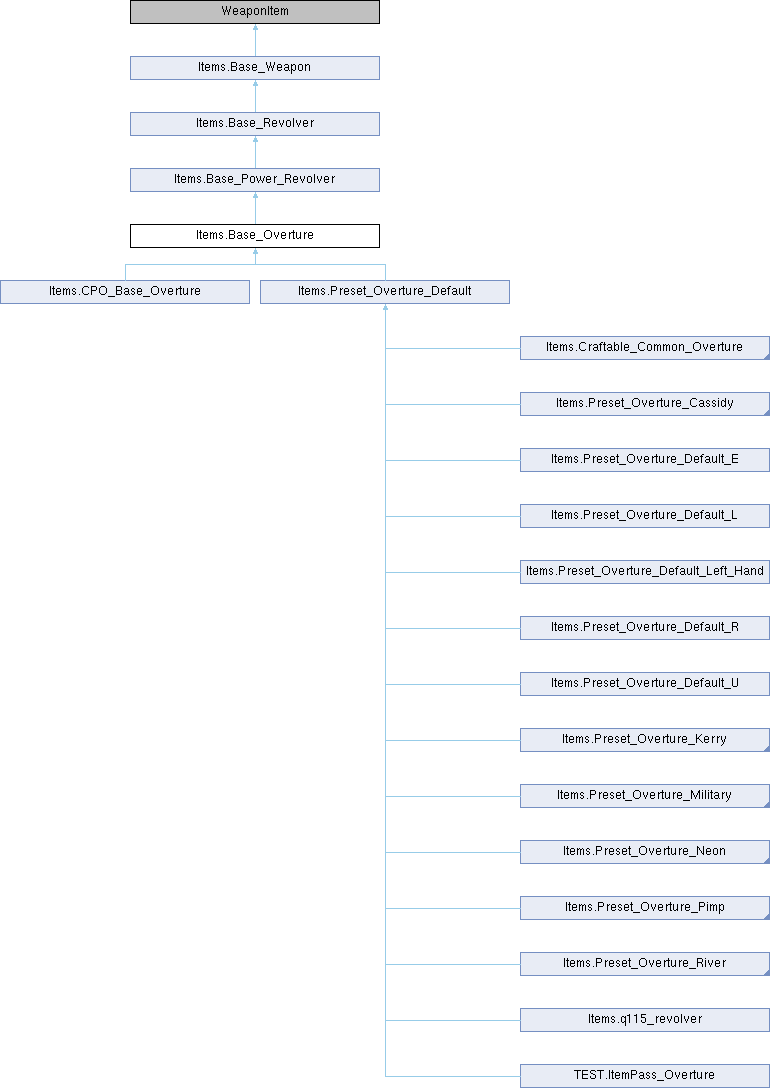 WeaponItem
Items.Base_Weapon
Items.Base_Revolver
Items.Base_Power_Revolver
Items.Base_Overture
Items.CPO_Base_Overture
Items.Preset_Overture_Default
Items.Craftable_Common_Overture
Items.Preset_Overture_Cassidy
Items.Preset_Overture_Default_E
Items.Preset_Overture_Default_L
Items.Preset_Overture_Default_Left_Hand
Items.Preset_Overture_Default_R
Items.Preset_Overture_Default_U
Items.Preset_Overture_Kerry
Items.Preset_Overture_Military
Items.Preset_Overture_Neon
Items.Preset_Overture_Pimp
Items.Preset_Overture_River
Items.q115_revolver
TEST.ItemPass_Overture